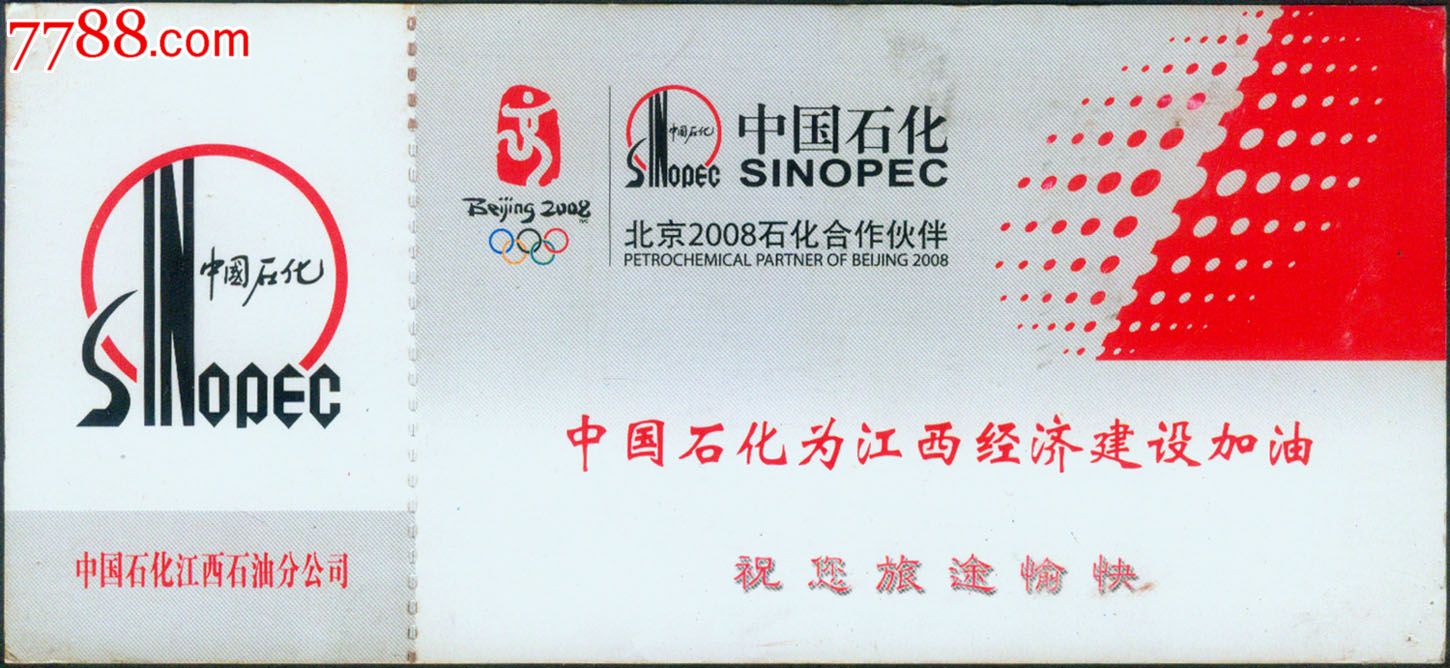 7788.com
中國石化
SINOPEC
中国石化江西石油分公司
Beijing 2008
中國石化
SINOPEC
中国石化
SINOPEC
北京2008石化合作伙伴
PETROCHEMICAL PARTNER OF BEIJING 2008
中国石化为江西经济建设加油
祝您旅途愉快